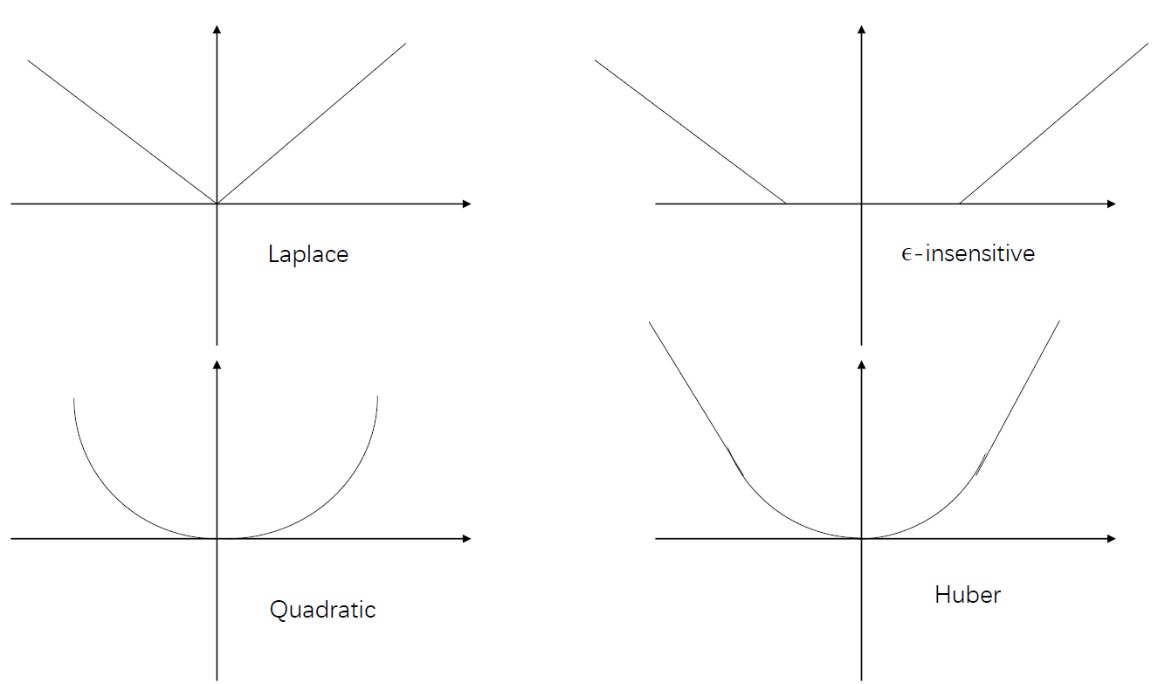 Laplace
ϵ-insensitive
Quadratic
Huber